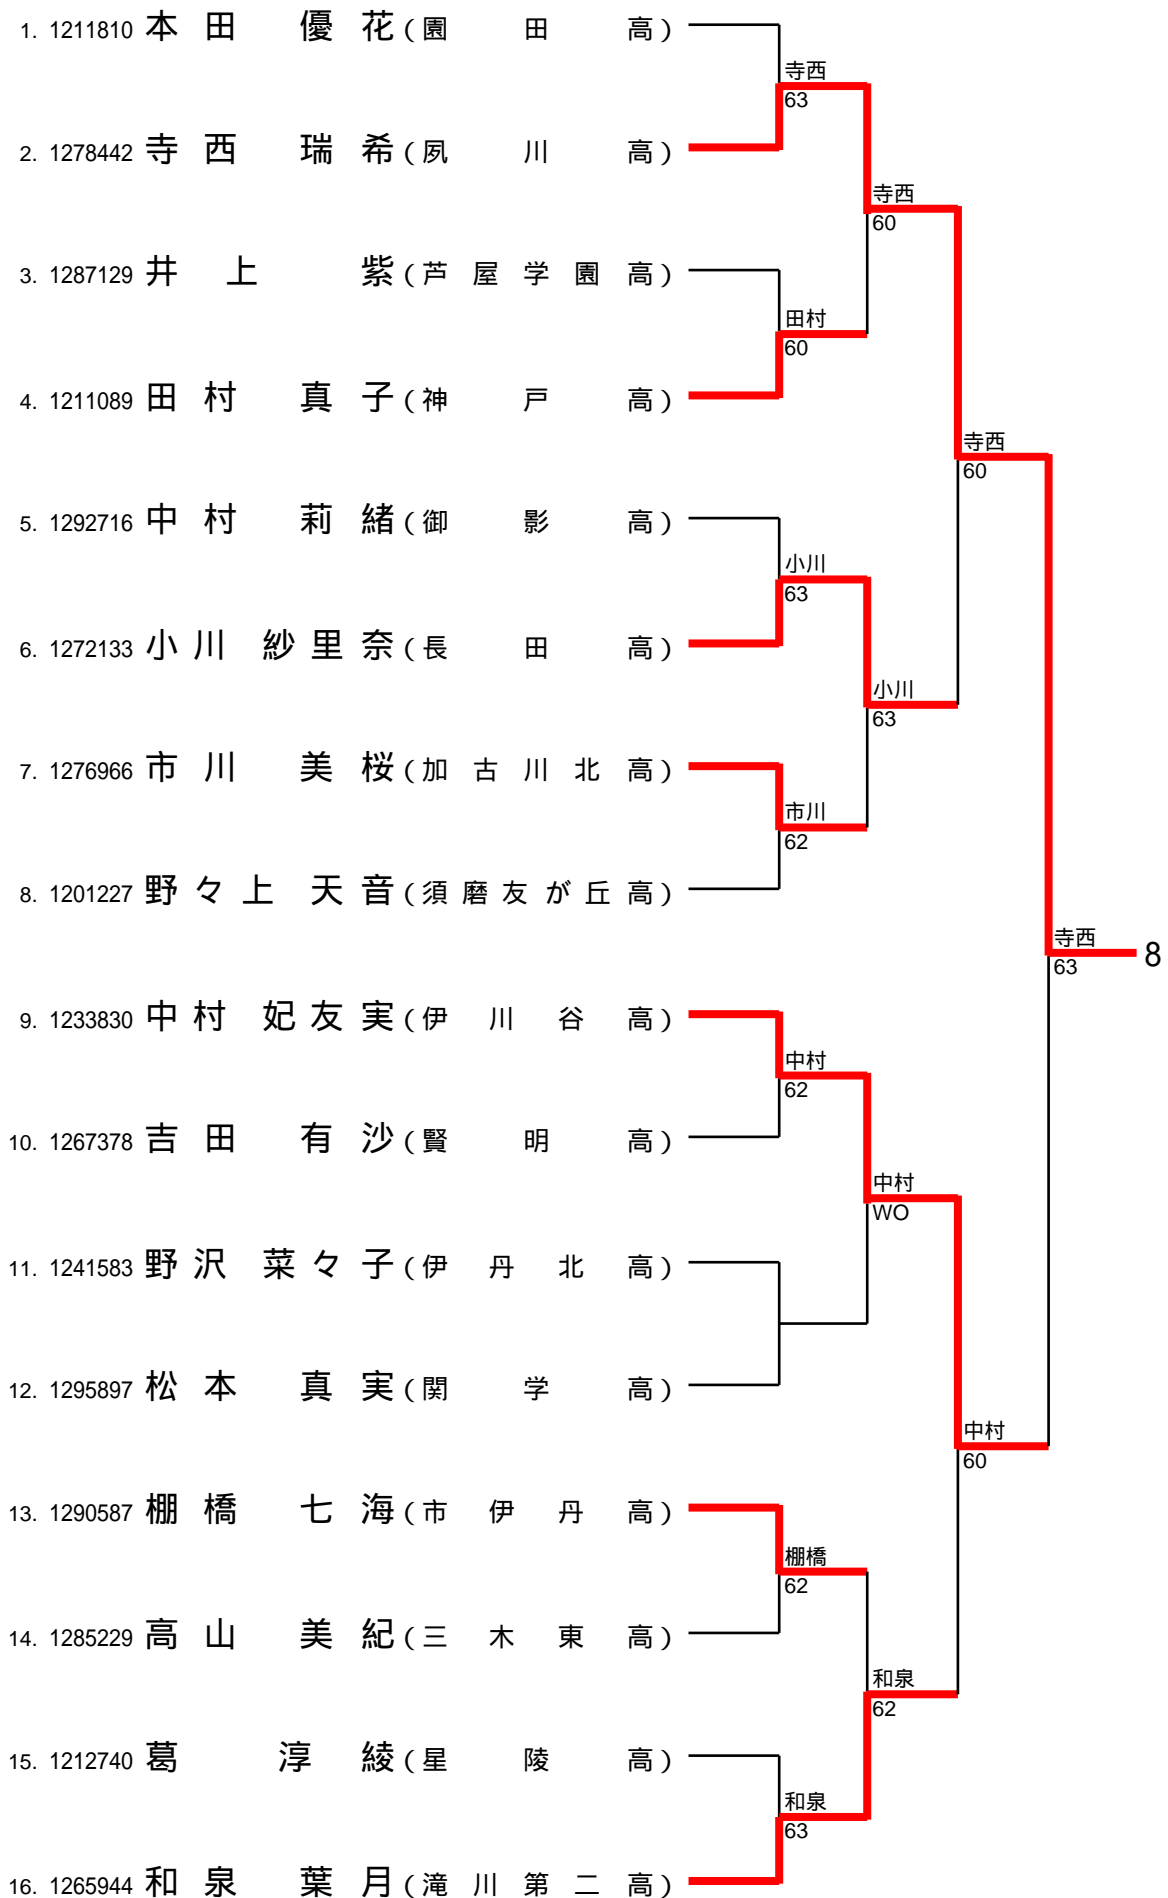 1. 1211810 本田 優花(園田高)
寺西
63
2. 1278442 寺西 瑞希(夙川高)
寺西
60
3. 1287129 井上 紫(芦屋学園高)
田村
60
4. 1211089 田村 真子(神戸高)
寺西
60
5. 1292716 中村 莉緒(御影高)
小川
63
6. 1272133 小川 紗里奈(長田高)
小川
63
7. 1276966 市川 美桜(加古川北高)
市川
62
8. 1201227 野々上 天音(須磨友が丘高)
寺西
63
8
9. 1233830 中村 妃友実(伊川谷高)
中村
62
10. 1267378 吉田 有沙(賢明高)
中村
WO
11. 1241583 野沢 菜々子(伊丹北高)
12. 1295897 松本 真実(関学高)
中村
60
13. 1290587 棚橋 七海(市伊丹高)
棚橋
62
14. 1285229 高山 美紀(三木東高)
和泉
62
15. 1212740 葛 淳綾(星陵高)
和泉
63
16. 1265944 和泉 葉月(滝川第二高)